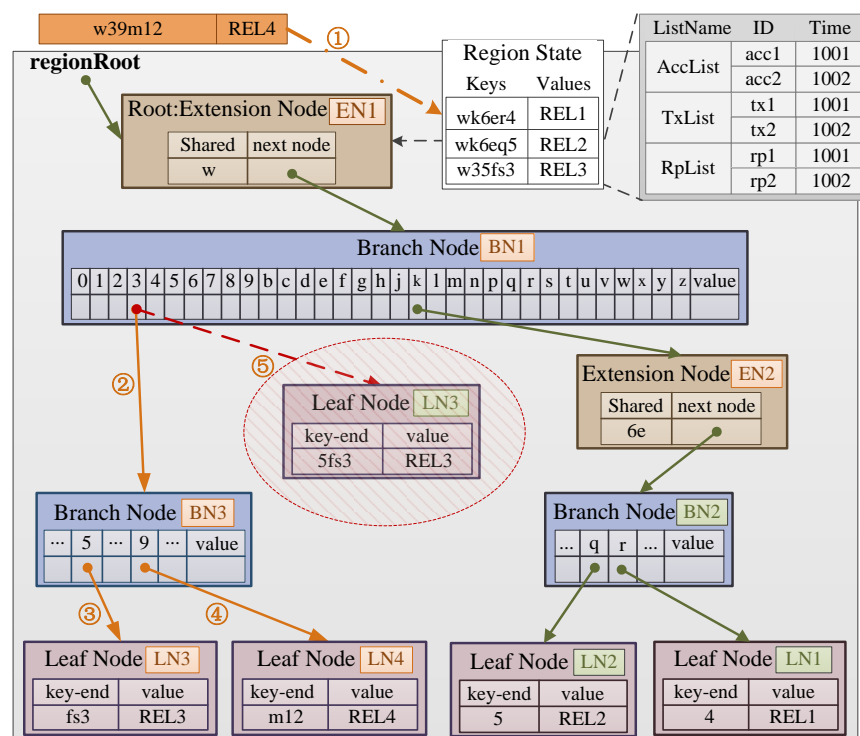 w39m12 REL4
①
regionRoot
Region State
Keys Values
wk6er4 REL1
wk6eq5 REL2
w35fs3 REL3
ListName ID Time
AccList acc1 1001
acc2 1002
TxList tx1 1001
tx2 1002
RpList rp1 1001
rp2 1002
Root:Extension Node EN1
Shared next node
w
Branch Node BN1
0 1 2 3 4 5 6 7 8 9 b c d e f g h j k l m n p q r s t u v w x y z value
②
⑤
Leaf Node LN3
key-end value
5fs3 REL3
Extension Node EN2
Shared next node
6e
Branch Node BN3
... 5 ... 9 ... value
Branch Node BN2
... q r ... value
③
④
Leaf Node LN3
key-end value
fs3 REL3
Leaf Node LN4
key-end value
m12 REL4
Leaf Node LN2
key-end value
5 REL2
Leaf Node LN1
key-end value
4 REL1